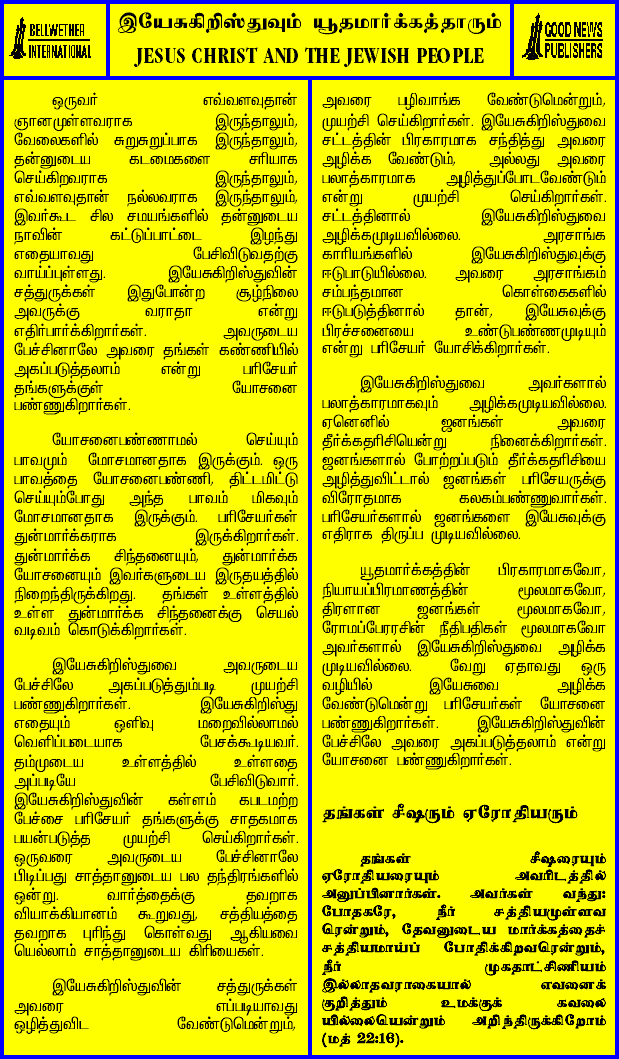 BELLWETHER
INTERNATIONAL
இயேசுகிறிஸ்துவும் யூதமார்க்கத்தாரும்
JESUS CHRIST AND THE JEWISH PEOPLE
GOOD NEWS
PUBLISHERS
ஒருவர் எவ்வளவுதான்
ஞானமுள்ளவராக இருந்தாலும்,
வேலைகளில் சுறுசுறுப்பாக இருந்தாலும்,
தன்னுடைய கடமைகளை சரியாக
செய்கிறவராக இருந்தாலும்,
எவ்வளவுதான் நல்லவராக இருந்தாலும்,
இவர்கூட சில சமயங்களில் தன்னுடைய
நாவின் கட்டுப்பாட்டை இழந்து
எதையாவது பேசிவிடுவதற்கு
வாய்ப்புள்ளது. இயேசுகிறிஸ்துவின்
சத்துருக்கள் இதுபோன்ற சூழ்நிலை
அவருக்கு வராதா என்று
எதிர்பார்க்கிறார்கள். அவருடைய
பேச்சினாலே அவரை தங்கள் கண்ணியில்
அகப்படுத்தலாம் என்று பரிசேயர்
தங்களுக்குள் யோசனை
பண்ணுகிறார்கள்.
யோசனைபண்ணாமல் செய்யும்
பாவமும் மோசமானதாக இருக்கும். ஒரு
பாவத்தை யோசனைபண்ணி, திட்டமிட்டு
செய்யும்போது அந்த பாவம் மிகவும்
மோசமானதாக இருக்கும். பரிசேயர்கள்
துன்மார்க்கராக இருக்கிறார்கள்.
துன்மார்க்க சிந்தனையும், துன்மார்க்க
யோசனையும் இவர்களுடைய இருதயத்தில்
நிறைந்திருக்கிறது. தங்கள் உள்ளத்தில்
உள்ள துன்மார்க்க சிந்தனைக்கு செயல்
வடிவம் கொடுக்கிறார்கள்.
இயேசுகிறிஸ்துவை அவருடைய
பேச்சிலே அகப்படுத்தும்படி முயற்சி
பண்ணுகிறார்கள். இயேசுகிறிஸ்து
எதையும் ஒளிவு மறைவில்லாமல்
வெளிப்படையாக பேசக்கூடியவர்.
தம்முடைய உள்ளத்தில் உள்ளதை
அப்படியே பேசிவிடுவார்.
இயேசுகிறிஸ்துவின் கள்ளம் கபடமற்ற
பேச்சை பரிசேயர் தங்களுக்கு சாதகமாக
பயன்படுத்த முயற்சி செய்கிறார்கள்.
ஒருவரை அவருடைய பேச்சினாலே
பிடிப்பது சாத்தானுடைய பல தந்திரங்களில்
ஒன்று. வார்த்தைக்கு தவறாக
வியாக்கியானம் கூறுவது, சத்தியத்தை
தவறாக புரிந்து கொள்வது ஆகியவை
யெல்லாம் சாத்தானுடைய கிரியைகள்.
இயேசுகிறிஸ்துவின் சத்துருக்கள்
அவரை எப்படியாவது
ஒழித்துவிட வேண்டுமென்றும்,
அவரை பழிவாங்க வேண்டுமென்றும்,
முயற்சி செய்கிறார்கள். இயேசுகிறிஸ்துவை
சட்டத்தின் பிரகாரமாக சந்தித்து அவரை
அழிக்க வேண்டும், அல்லது அவரை
பலாத்காரமாக அழித்துப்போடவேண்டும்
என்று முயற்சி செய்கிறார்கள்.
சட்டத்தினால் இயேசுகிறிஸ்துவை
அழிக்கமுடியவில்லை. அரசாங்க
காரியங்களில் இயேசுகிறிஸ்துவுக்கு
ஈடுபாடுயில்லை. அவரை அரசாங்கம்
சம்பந்தமான கொள்கைகளில்
ஈடுபடுத்தினால் தான், இயேசுவுக்கு
பிரச்சனையை உண்டுபண்ணமுடியும்
என்று பரிசேயர் யோசிக்கிறார்கள்.
இயேசுகிறிஸ்துவை அவர்களால்
பலாத்காரமாகவும் அழிக்கமுடியவில்லை.
ஏனெனில் ஜனங்கள் அவரை
தீர்க்கதரிசியென்று நினைக்கிறார்கள்.
ஜனங்களால் போற்றப்படும் தீர்க்கதரிசியை
அழித்துவிட்டால் ஜனங்கள் பரிசேயருக்கு
விரோதமாக கலகம்பண்ணுவார்கள்.
பரிசேயர்களால் ஜனங்களை இயேசுவுக்கு
எதிராக திருப்ப முடியவில்லை.
யூதமார்க்கத்தின் பிரகாரமாகவோ,
நியாயப்பிரமாணத்தின் மூலமாகவோ,
திரளான ஜனங்கள் மூலமாகவோ,
ரோமப்பேரரசின் நீதிபதிகள் மூலமாகவோ
அவர்களால் இயேசுகிறிஸ்துவை அழிக்க
முடியவில்லை. வேறு ஏதாவது ஒரு
வழியில் இயேசுவை அழிக்க
வேண்டுமென்று பரிசேயர்கள் யோசனை
பண்ணுகிறார்கள். இயேசுகிறிஸ்துவின்
பேச்சிலே அவரை அகப்படுத்தலாம் என்று
யோசனை பண்ணுகிறார்கள்.
தங்கள் சீஷரும் ஏரோதியரும்
தங்கள் சீஷரையும்
ஏரோதியரையும் அவரிடத்தில்
அனுப்பினார்கள். அவர்கள் வந்து:
போதகரே, நீர் சத்தியமுள்ளவ
ரென்றும், தேவனுடைய மார்க்கத்தைச்
சத்தியமாய்ப் போதிக்கிறவரென்றும்,
நீர் முகதாட்சிணியம்
இல்லாதவராகையால் எவனைக்
குறித்தும் உமக்குக் கவலை
யில்லையென்றும் அறிந்திருக்கிறோம்
(மத் 22:16).